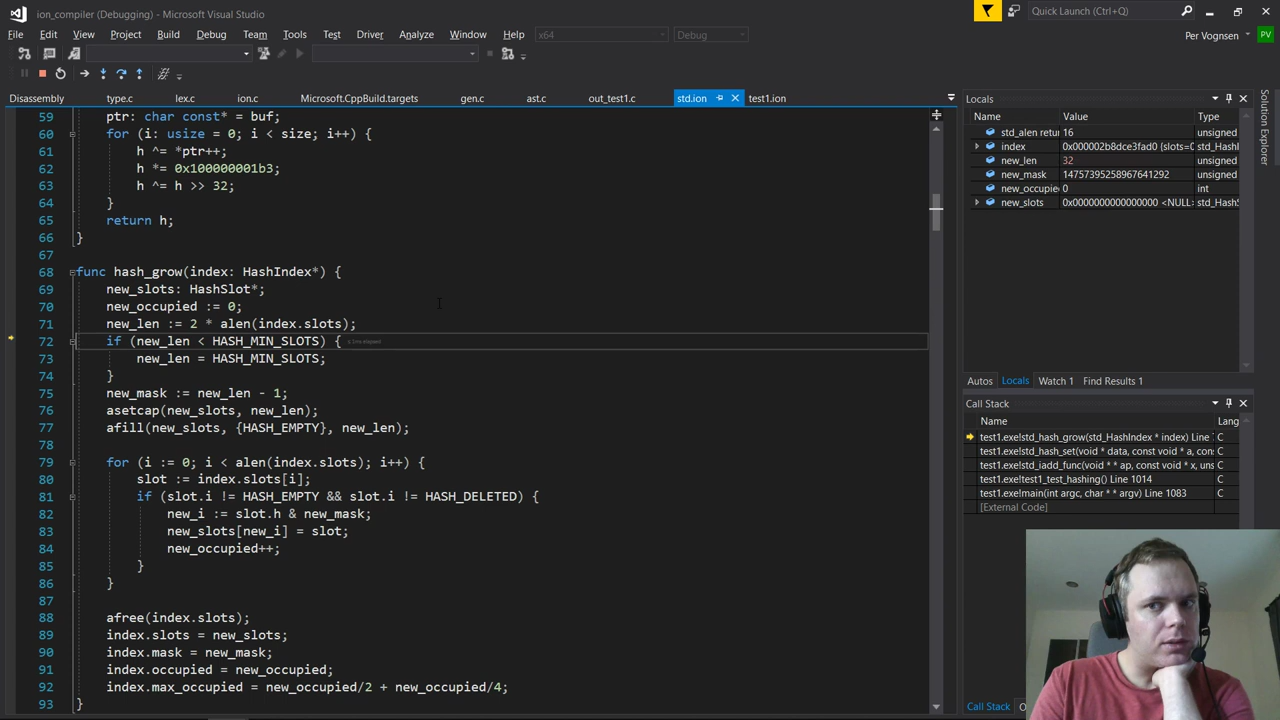 ion_compiler (Debugging) - Microsoft Visual Studio
Quick Launch (Ctrl+Q)
File Edit View Project Build Debug Team Tools Test Driver Analyze Window Help x64 Debug
Per Vognsen PV
Disassembly type.c lex.c ion.c Microsoft.CppBuild.targets gen.c ast.c out_test1.c std.ion test1.ion
59 ptr: char const* = buf;
60 for (i: usize = 0; i < size; i++) {
61 h ^= *ptr++;
62 h *= 0x100000001b3;
63 h ^= h >> 32;
64 }
65 return h;
66 }
67
68 func hash_grow(index: HashIndex*) {
69 new_slots: HashSlot*;
70 new_occupied := 0;
71 new_len := 2 * alen(index.slots);
72 if (new_len < HASH_MIN_SLOTS) {
73 new_len = HASH_MIN_SLOTS;
74 }
75 new_mask := new_len - 1;
76 asetcap(new_slots, new_len);
77 afill(new_slots, {HASH_EMPTY}, new_len);
78
79 for (i := 0; i < alen(index.slots); i++) {
80 slot := index.slots[i];
81 if (slot.i != HASH_EMPTY && slot.i != HASH_DELETED) {
82 new_i := slot.h & new_mask;
83 new_slots[new_i] = slot;
84 new_occupied++;
85 }
86 }
87
88 afree(index.slots);
89 index.slots = new_slots;
90 index.mask = new_mask;
91 index.occupied = new_occupied;
92 index.max_occupied = new_occupied/2 + new_occupied/4;
93 }
Locals
Name Value Type
std_alen retur 16 unsigned
index 0x000002b8dce3fad0 {slots=0 std_HashI
new_len 32 unsigned
new_mask 14757395258967641292 unsigned
new_occupie 0 int
new_slots 0x0000000000000000 <NULL> std_HashS
Autos Locals Watch 1 Find Results 1
Call Stack
Name Lang
test1.exe!std_hash_grow(std_HashIndex * index) Line C
test1.exe!std_hash_set(void * data, const void * a, con C
test1.exe!std_iadd_func(void * * ap, const void * x, uns C
test1.exe!test1_test_hashing() Line 1014 C
test1.exe!main(int argc, char * * argv) Line 1083 C
[External Code]
Call Stack
Solution Explorer